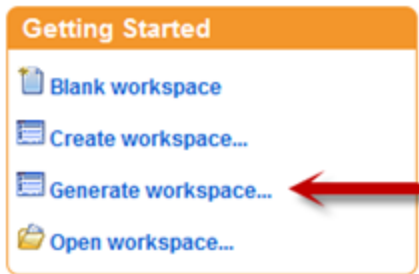 Getting Started
Blank workspace
Create workspace...
Generate workspace...
Open workspace...